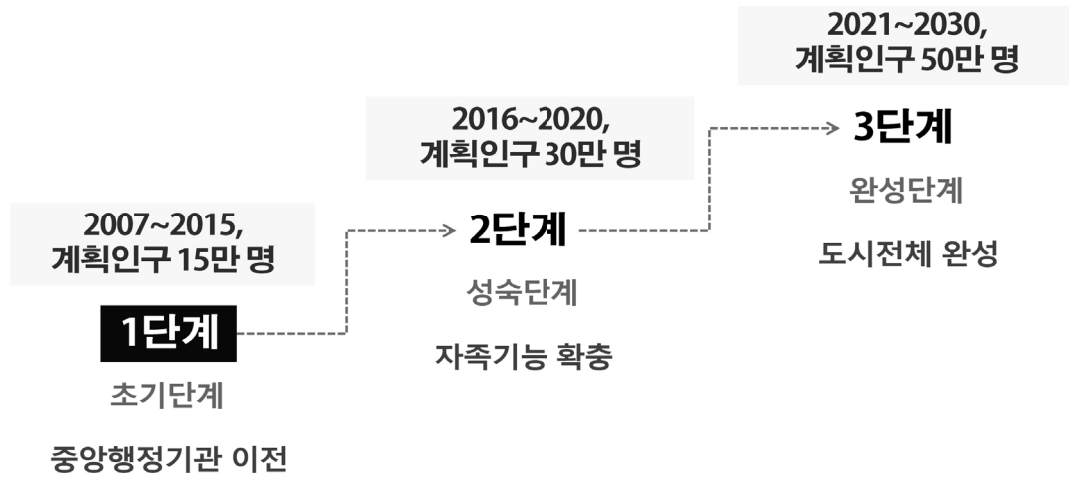 2007~2015,
계획인구 15만 명
1단계
초기단계
중앙행정기관 이전
2016~2020,
계획인구 30만 명
2단계
성숙단계
자족기능 확충
2021~2030,
계획인구 50만 명
3단계
완성단계
도시전체 완성